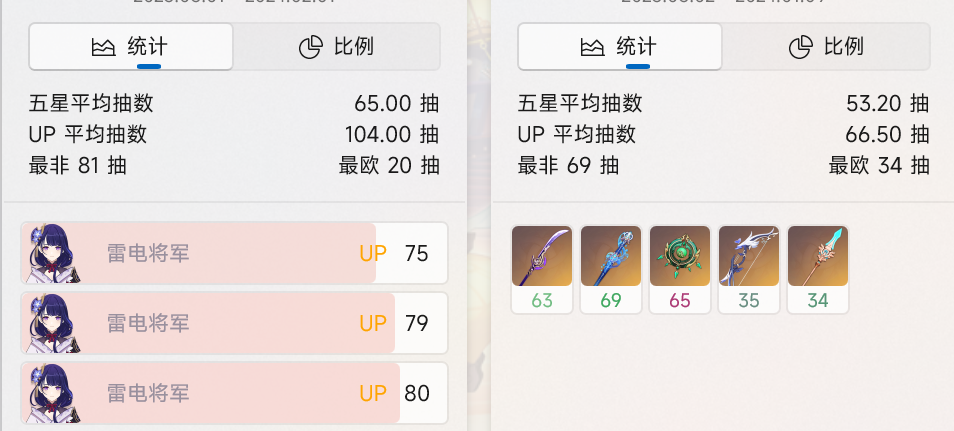 统计
比例
五星平均抽数 65.00 抽
UP 平均抽数 104.00 抽
最非 81 抽 最欧 20 抽
雷电将军 UP 75
雷电将军 UP 79
雷电将军 UP 80
统计
比例
五星平均抽数 53.20 抽
UP 平均抽数 66.50 抽
最非 69 抽 最欧 34 抽
63 69 65 35 34